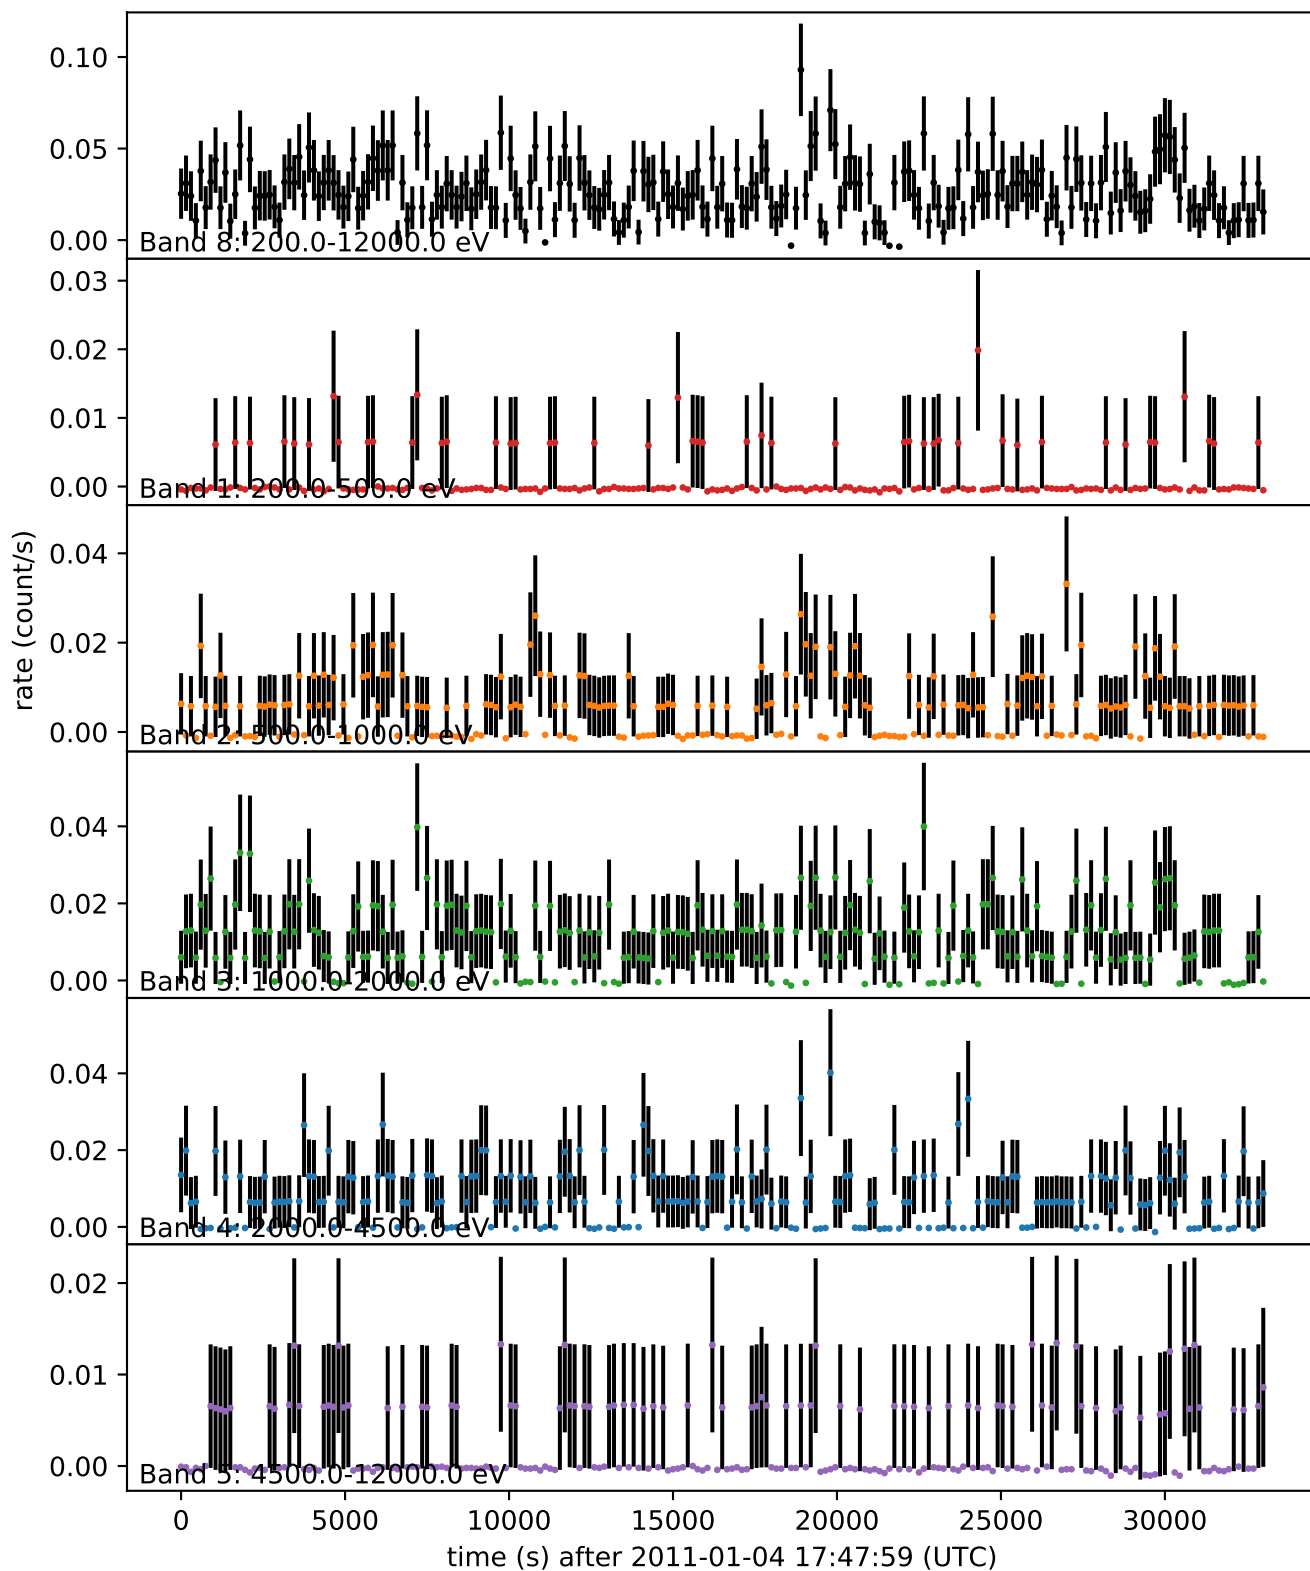 0.10
0.05
0.00
Band 8: 200.0-12000.0 eV
0.03
0.02
0.01
0.00
Band 1: 200.0-500.0 eV
rate (count/s)
0.04
0.02
0.00
Band 2: 500.0-1000.0 eV
0.04
0.02
0.00
Band 3: 1000.0-2000.0 eV
0.04
0.02
0.00
Band 4: 2000.0-4500.0 eV
0.02
0.01
0.00
Band 5: 4500.0-12000.0 eV
0 5000 10000 15000 20000 25000 30000
time (s) after 2011-01-04 17:47:59 (UTC)